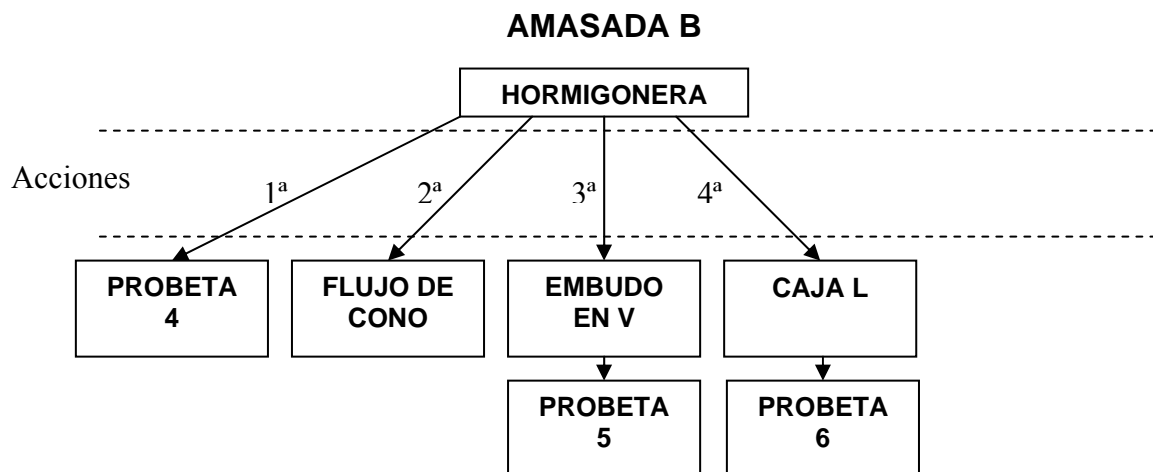 AMASADA B
HORMIGONERA
Acciones
1ª
2ª
3ª
4ª
PROBETA
4
FLUJO DE
CONO
EMBUDO
EN V
CAJA L
PROBETA
5
PROBETA
6